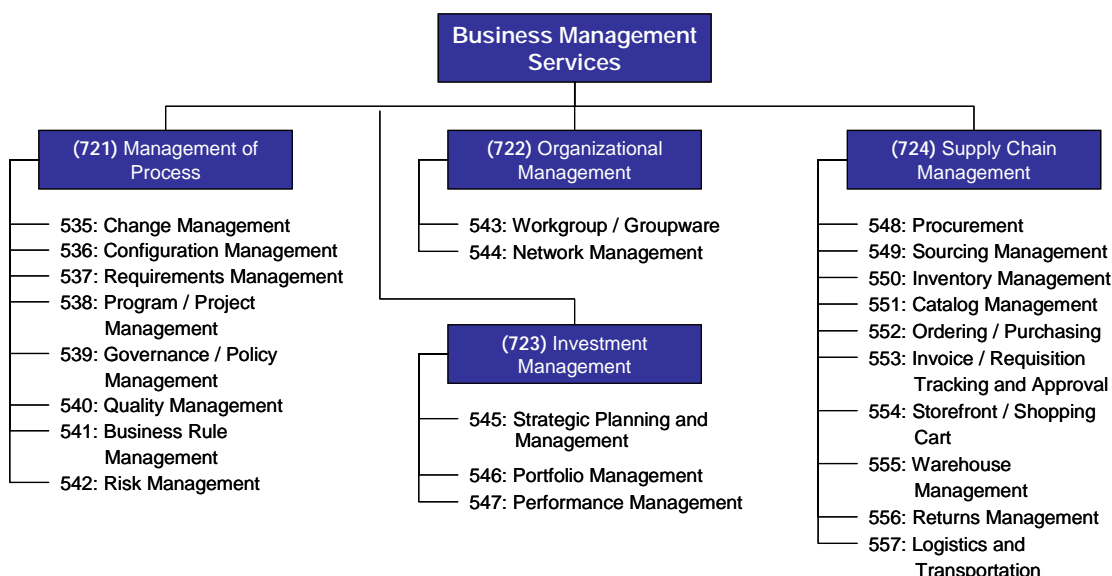 Business Management
Services
(721) Management of
Process
535: Change Management
536: Configuration Management
537: Requirements Management
538: Program / Project
Management
539: Governance / Policy
Management
540: Quality Management
541: Business Rule
Management
542: Risk Management
(722) Organizational
Management
543: Workgroup / Groupware
544: Network Management
(723) Investment
Management
545: Strategic Planning and
Management
546: Portfolio Management
547: Performance Management
(724) Supply Chain
Management
548: Procurement
549: Sourcing Management
550: Inventory Management
551: Catalog Management
552: Ordering / Purchasing
553: Invoice / Requisition
Tracking and Approval
554: Storefront / Shopping
Cart
555: Warehouse
Management
556: Returns Management
557: Logistics and
Transportation